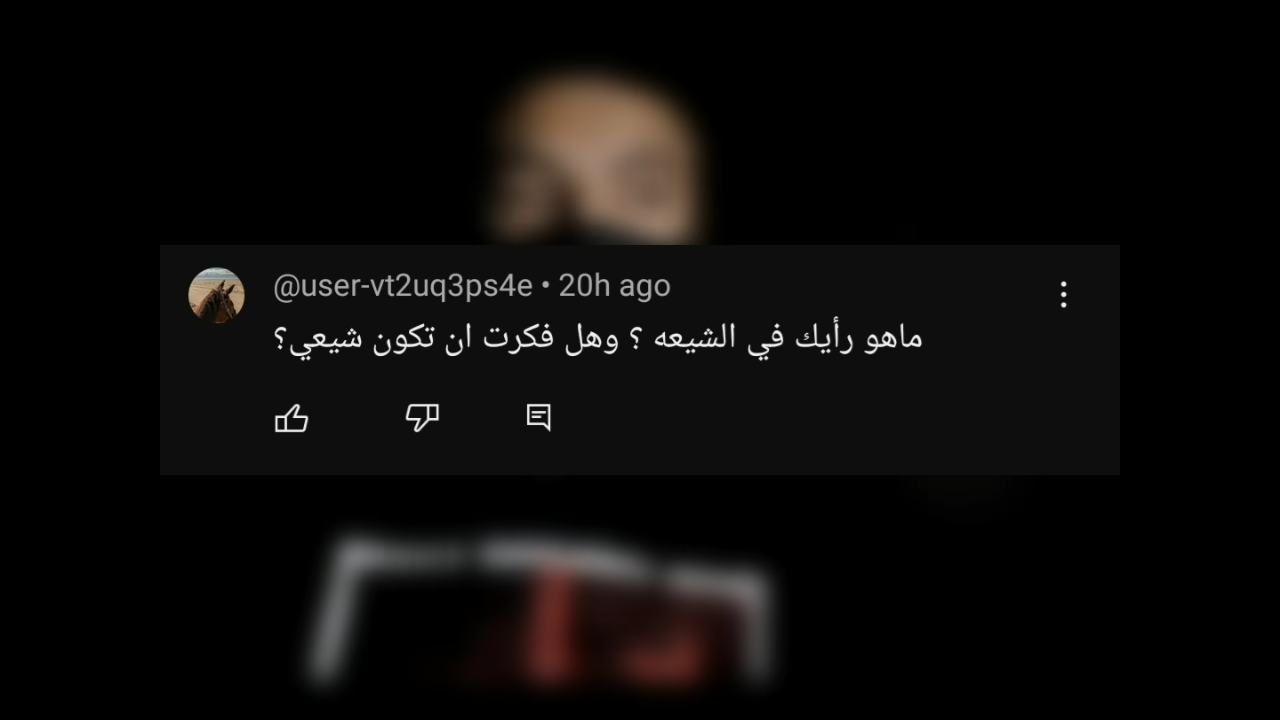 @user-vt2uq3ps4e • 20h ago
ماهو رأيك في الشيعه ؟ وهل فكرت ان تكون شيعي؟